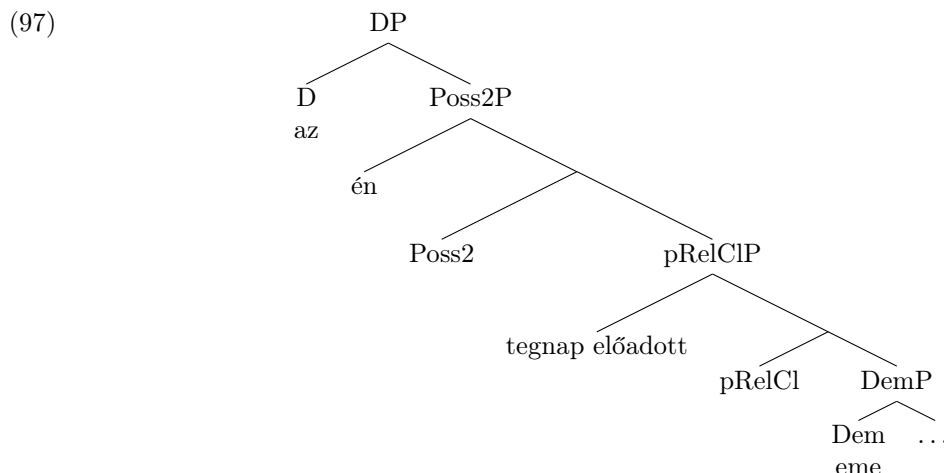 (97) DP
D Poss2P
az
én
Poss2 pRelClP
tegnap előadott
pRelCl DemP
Dem ...
eme